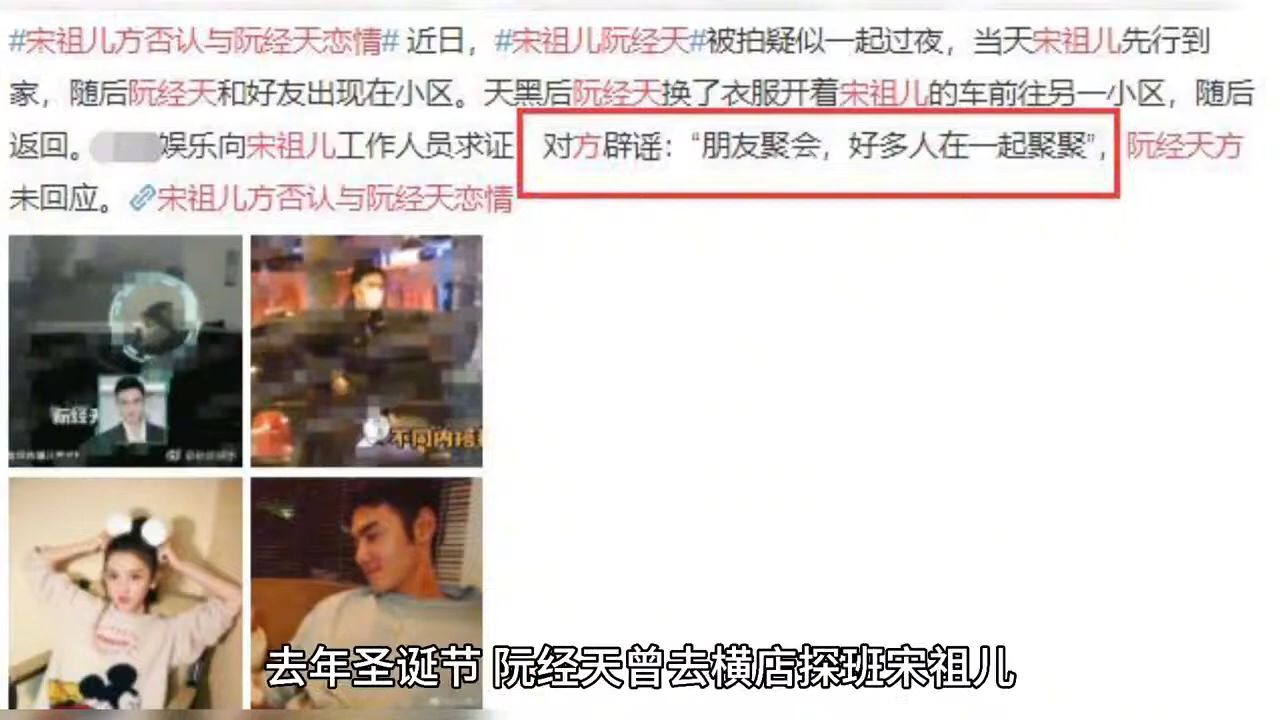 #宋祖儿方否认与阮经天恋情# 近日，#宋祖儿阮经天#被拍疑似一起过夜，当天宋祖儿先行到
家，随后阮经天和好友出现在小区。天黑后阮经天换了衣服开着宋祖儿的车前往另一小区，随后
返回。 娱乐向宋祖儿工作人员求证 对方辟谣：“朋友聚会，好多人在一起聚聚”，阮经天方
未回应。宋祖儿方否认与阮经天恋情
阮经天
不同内搭
去年圣诞节 阮经天曾去横店探班宋祖儿